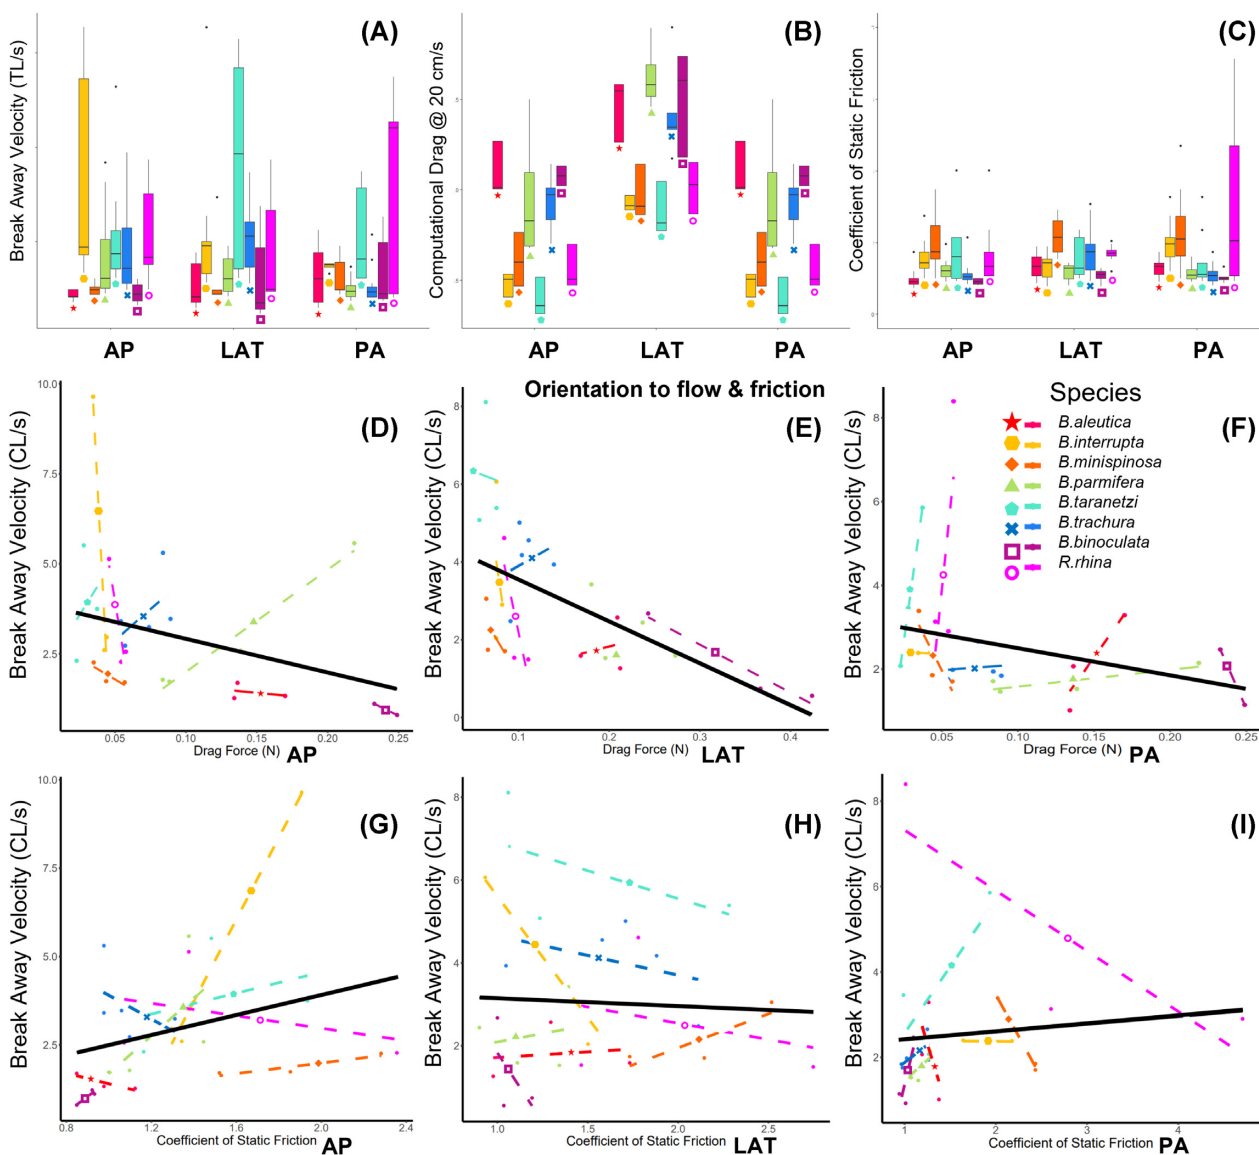 (A)
Break Away Velocity (TL/s)
AP LAT PA
(B)
Computational Drag @ 20 cm/s
AP LAT PA
(C)
Coefficient of Static Friction
AP LAT PA
Orientation to flow & friction
(D)
Break Away Velocity (CL/s)
10.0
7.5
5.0
2.5
0.05 0.10 0.15 0.20 0.25
Drag Force (N) AP
(E)
Break Away Velocity (CL/s)
8
6
4
2
0
0.1 0.2 0.3 0.4
Drag Force (N) LAT
(F)
Break Away Velocity (CL/s)
8
6
4
2
0
0.05 0.10 0.15 0.20 0.25
Drag Force (N) PA
Species
B.aleutica
B.interrupta
B.minispinosa
B.parmifera
B.taranetzi
B.trachura
B.binoculata
R.rhina
(G)
Break Away Velocity (CL/s)
10.0
7.5
5.0
2.5
0.8 1.2 1.6 2.0 2.4
Coefficient of Static Friction AP
(H)
Break Away Velocity (CL/s)
8
6
4
2
1.0 1.5 2.0 2.5
Coefficient of Static Friction LAT
(I)
Break Away Velocity (CL/s)
8
6
4
2
1 2 3 4
Coefficient of Static Friction PA